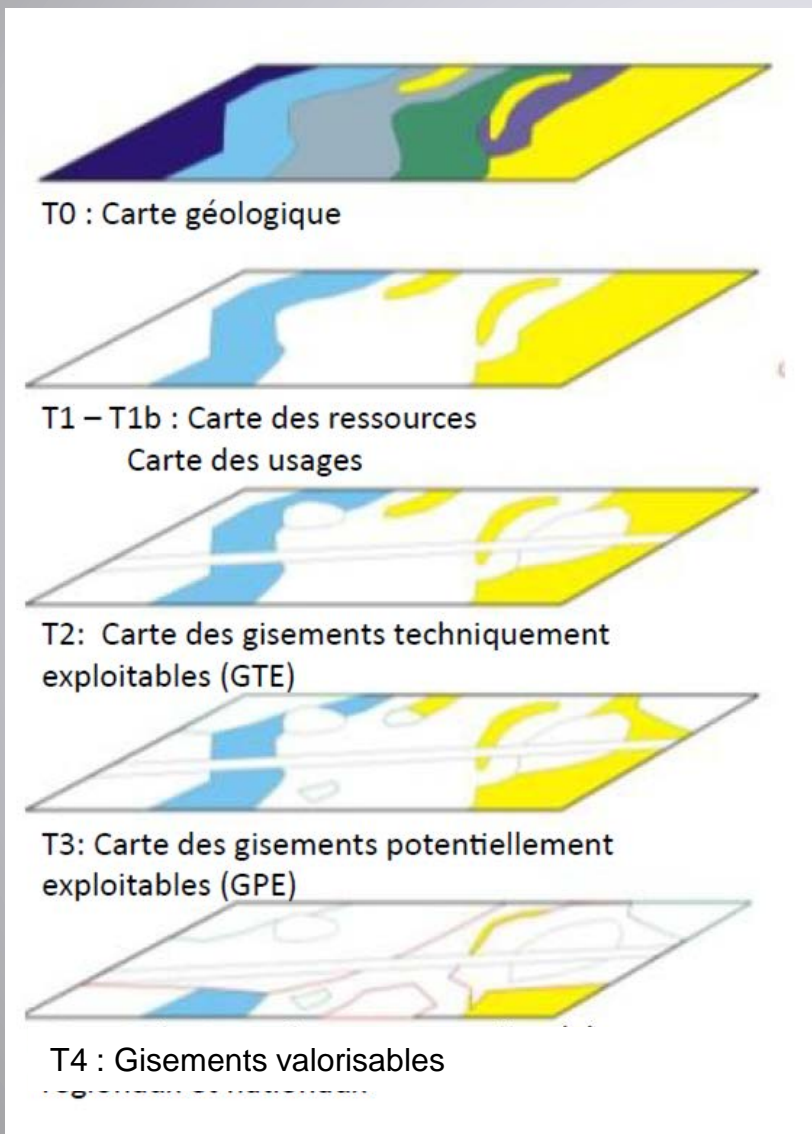 T0 : Carte géologique
T1 – T1b : Carte des ressources
Carte des usages
T2: Carte des gisements techniquement
exploitables (GTE)
T3: Carte des gisements potentiellement
exploitables (GPE)
T4 : Gisements valorisables